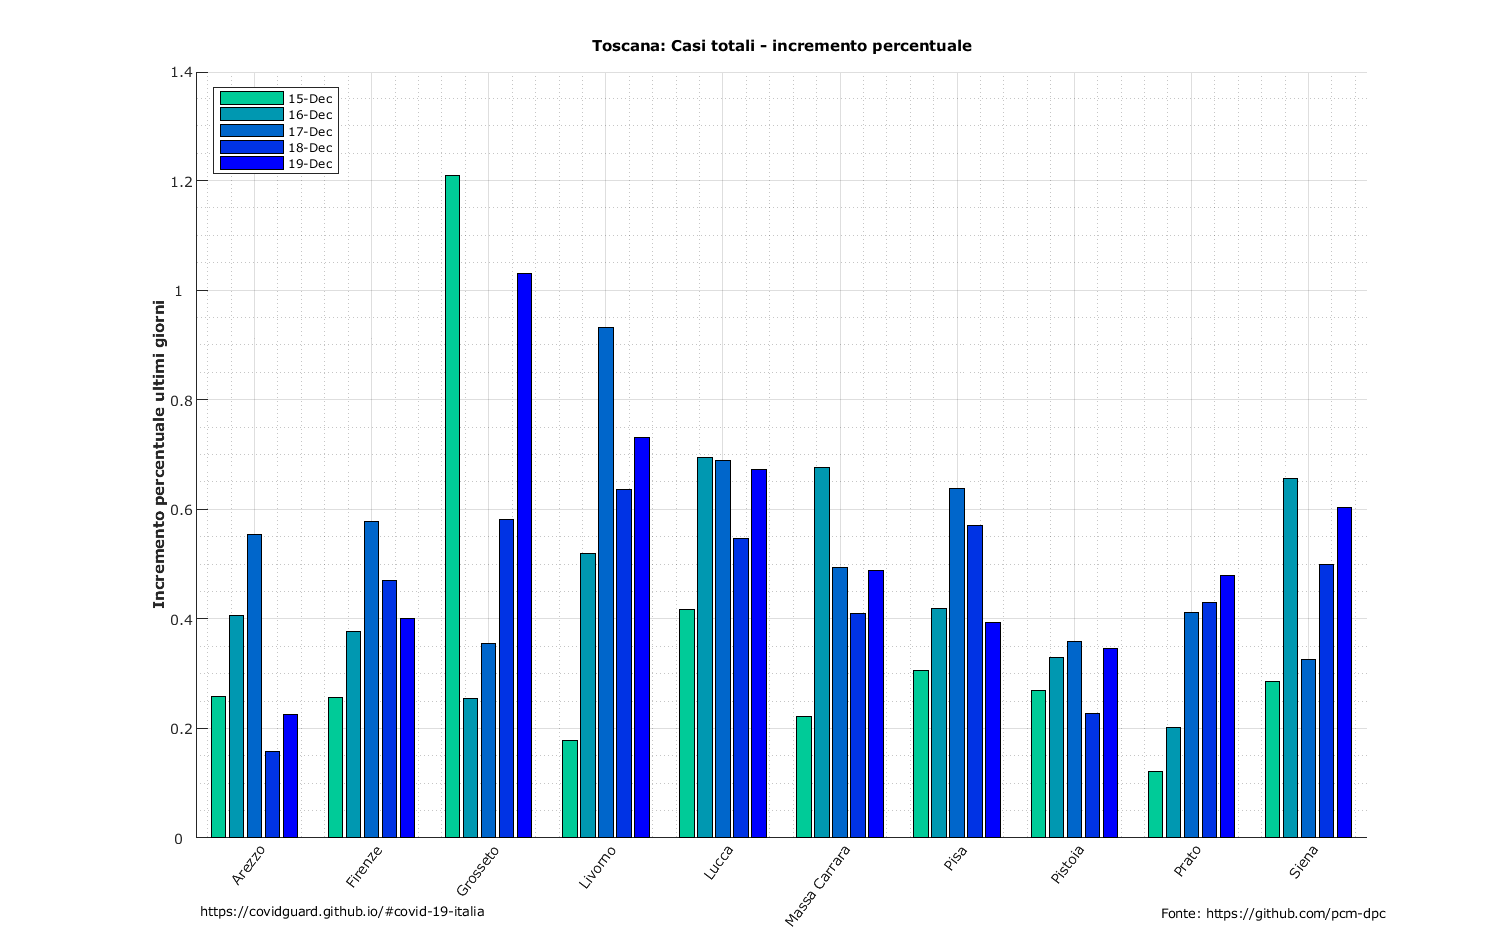 Toscana: Casi totali - incremento percentuale
Incremento percentuale ultimi giorni
1.4
1.2
1
0.8
0.6
0.4
0.2
0
15-Dec
16-Dec
17-Dec
18-Dec
19-Dec
Arezzo
Firenze
Grosseto
Livorno
Lucca
Massa Carrara
Pisa
Pistoia
Prato
Siena
https://covidguard.github.io/#covid-19-italia
Fonte: https://github.com/pcm-dpc